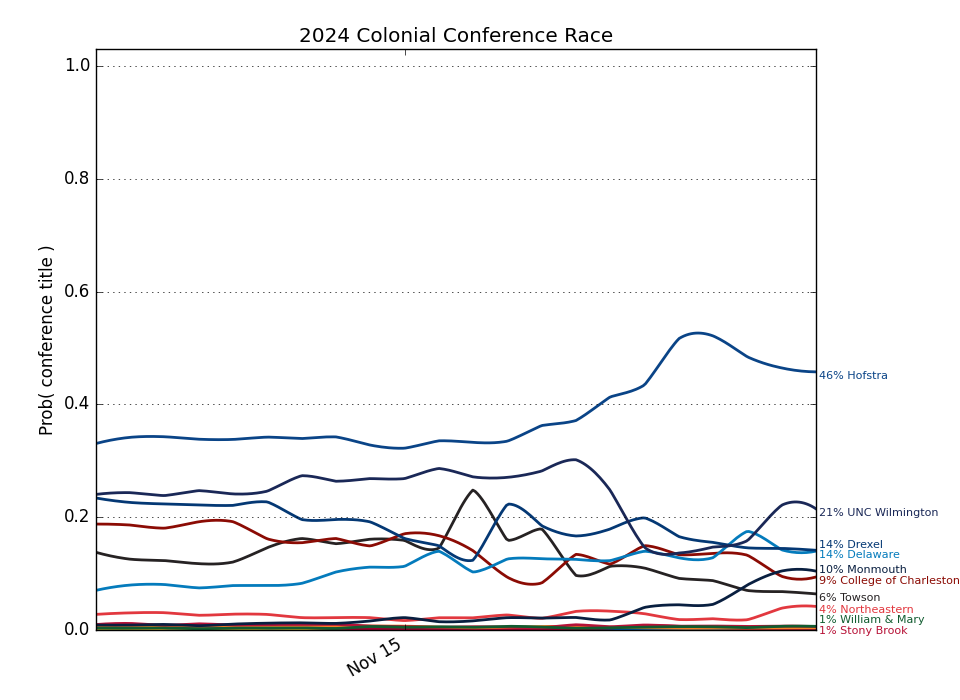 2024 Colonial Conference Race
Prob( conference title )
1.0
0.8
0.6
0.4
0.2
0.0
Nov 15
46% Hofstra
21% UNC Wilmington
14% Drexel
14% Delaware
10% Monmouth
9% College of Charleston
6% Towson
4% Northeastern
1% William & Mary
1% Stony Brook